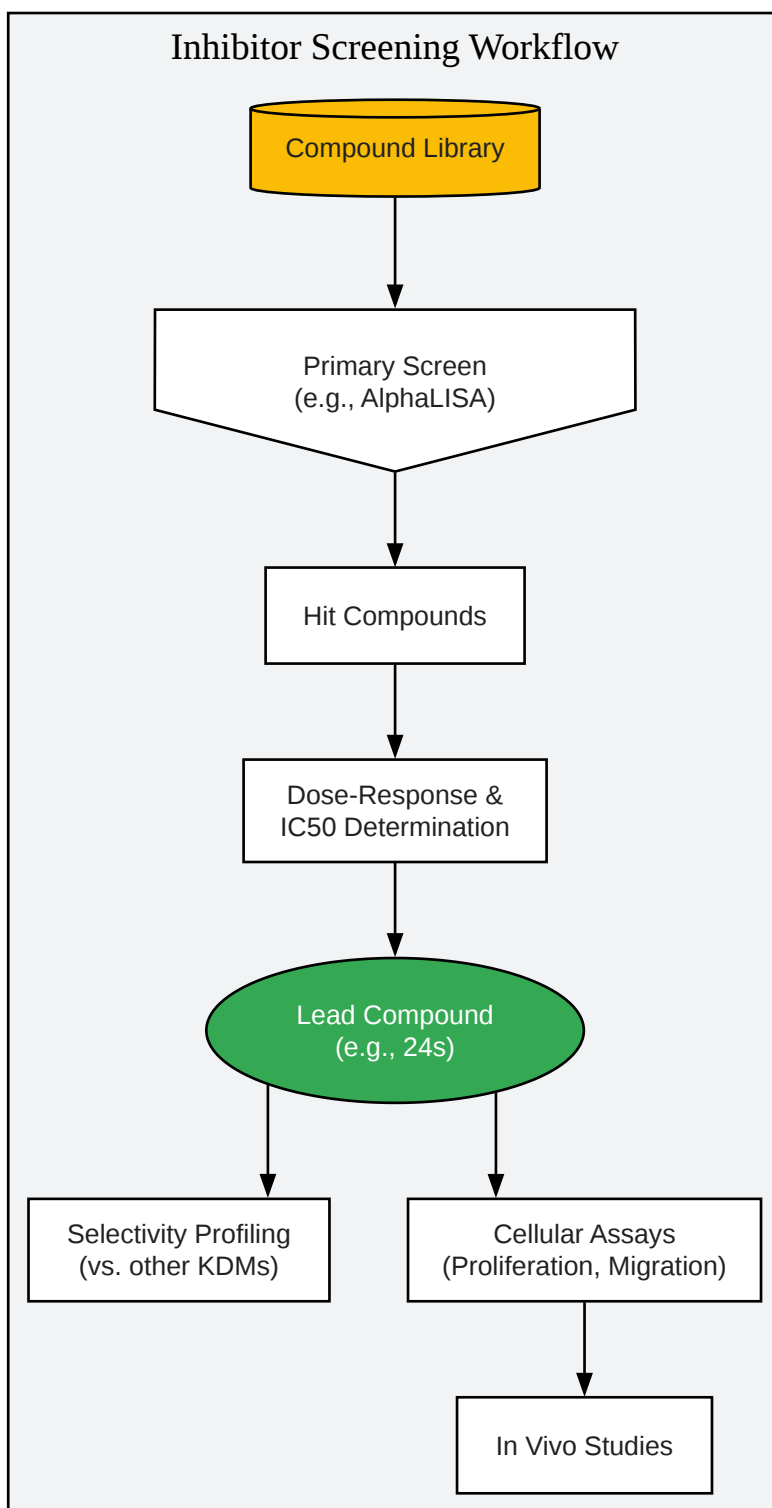 Inhibitor Screening Workflow
Compound Library
Primary Screen
(e.g., AlphaLISA)
Hit Compounds
Dose-Response &
IC50 Determination
Lead Compound
(e.g., 24s)
Selectivity Profiling
(vs. other KDMs)
Cellular Assays
(Proliferation, Migration)
In Vivo Studies